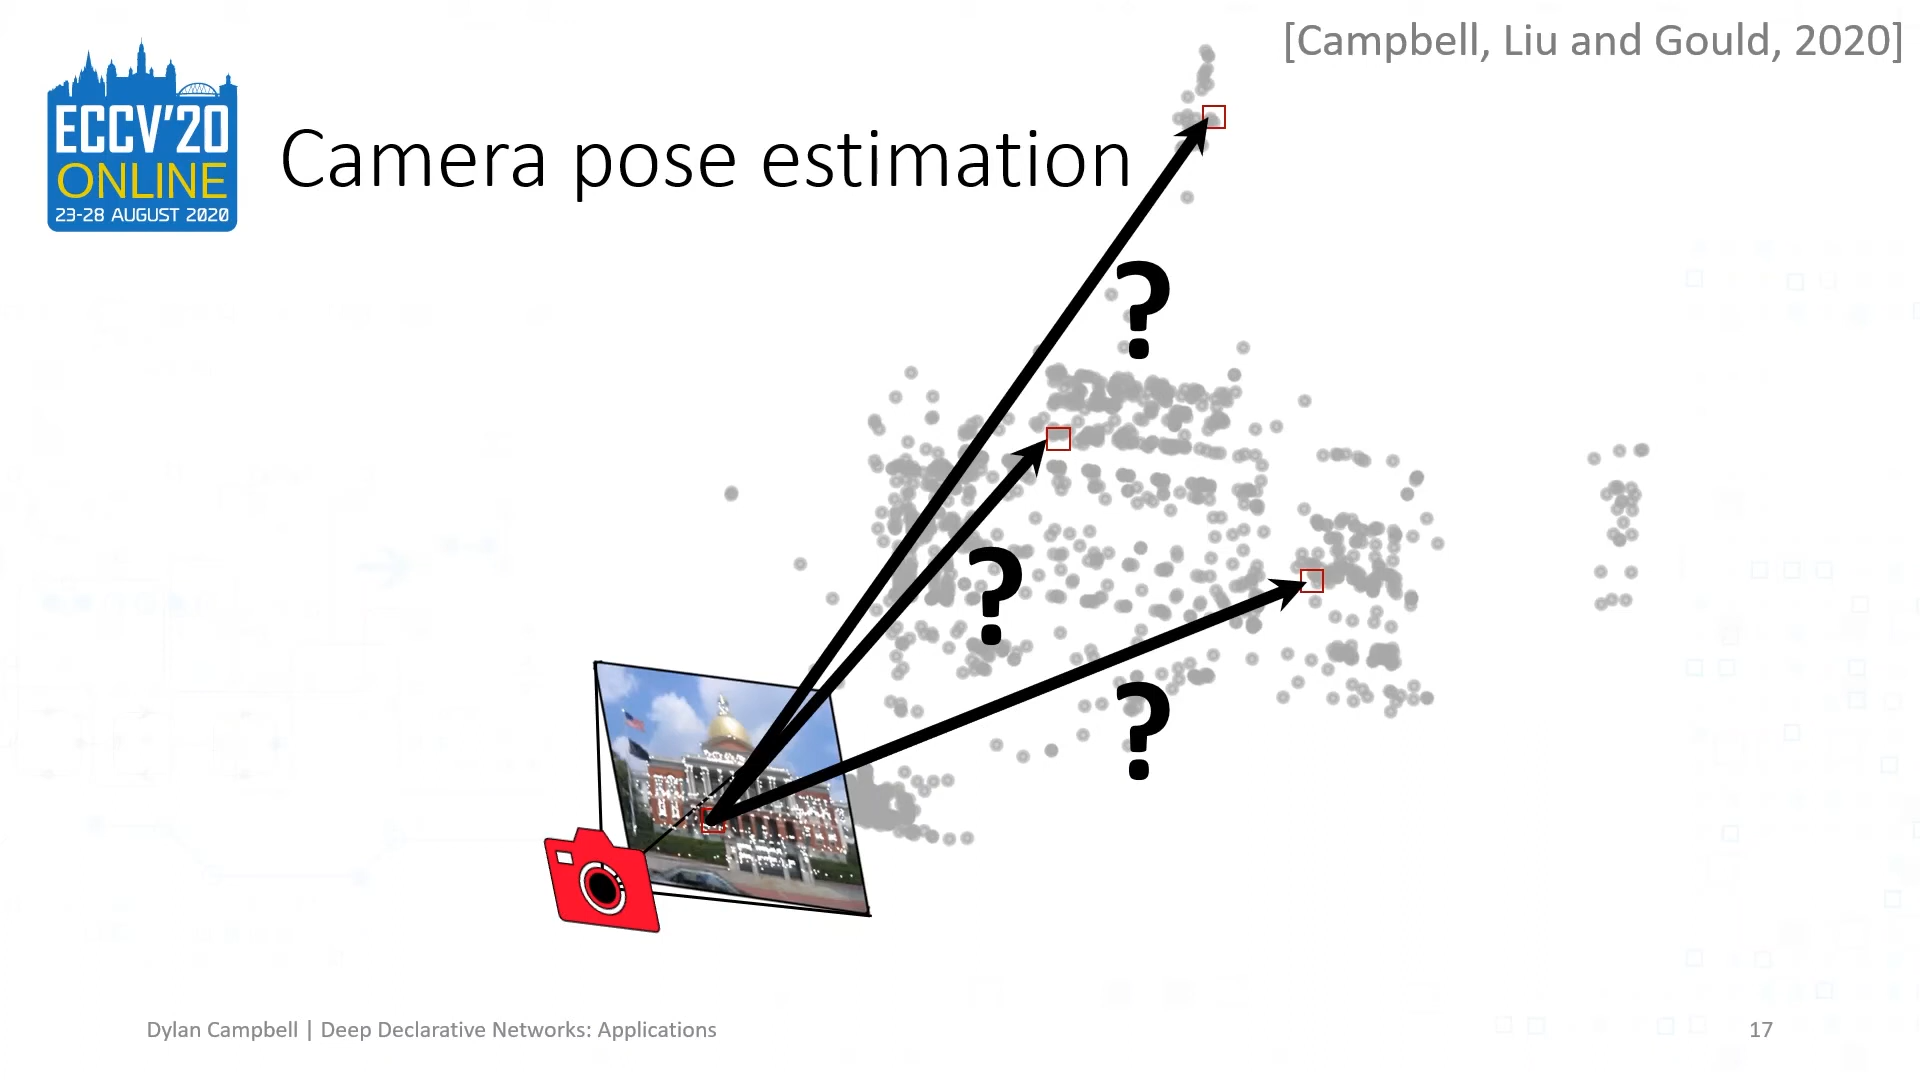 [Campbell, Liu and Gould, 2020]
ECCV'20
ONLINE
23-28 AUGUST 2020
Camera pose estimation
?
?
?
Dylan Campbell | Deep Declarative Networks: Applications
17